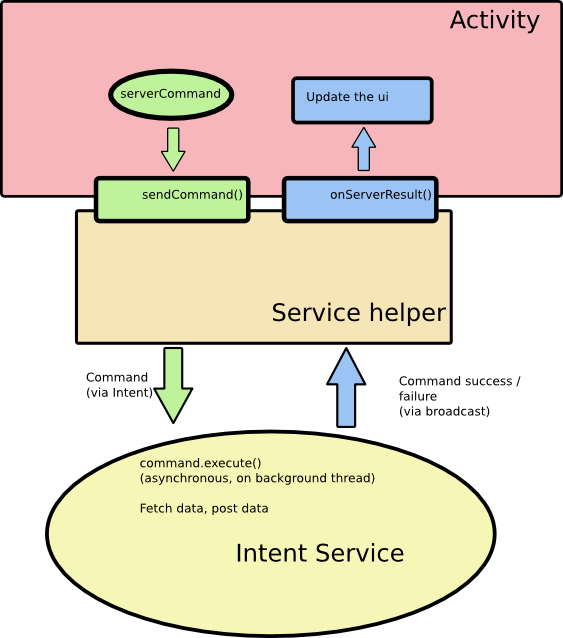 Activity
serverCommand
Update the ui
sendCommand()
onServerResult()
Service helper
Command
(via Intent)
Command success /
failure
(via broadcast)
command.execute()
(asynchronous, on background thread)
Fetch data, post data
Intent Service